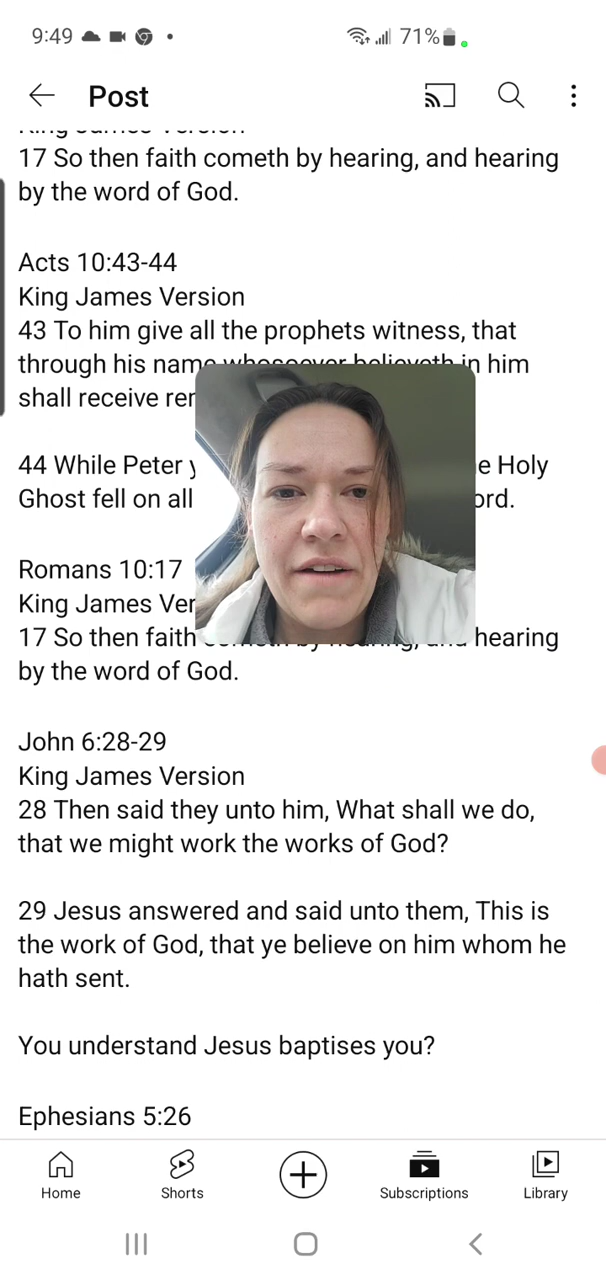 9:49
71%
Post
17 So then faith cometh by hearing, and hearing
by the word of God.
Acts 10:43-44
King James Version
43 To him give all the prophets witness, that
through his name whosoever believeth in him
shall receive
44 While Peter Holy
Ghost fell on all
Romans 10:17
King James
17 So then faith hearing
by the word of God.
John 6:28-29
King James Version
28 Then said they unto him, What shall we do,
that we might work the works of God?
29 Jesus answered and said unto them, This is
the work of God, that ye believe on him whom he
hath sent.
You understand Jesus baptises you?
Ephesians 5:26
Home Shorts Subscriptions Library